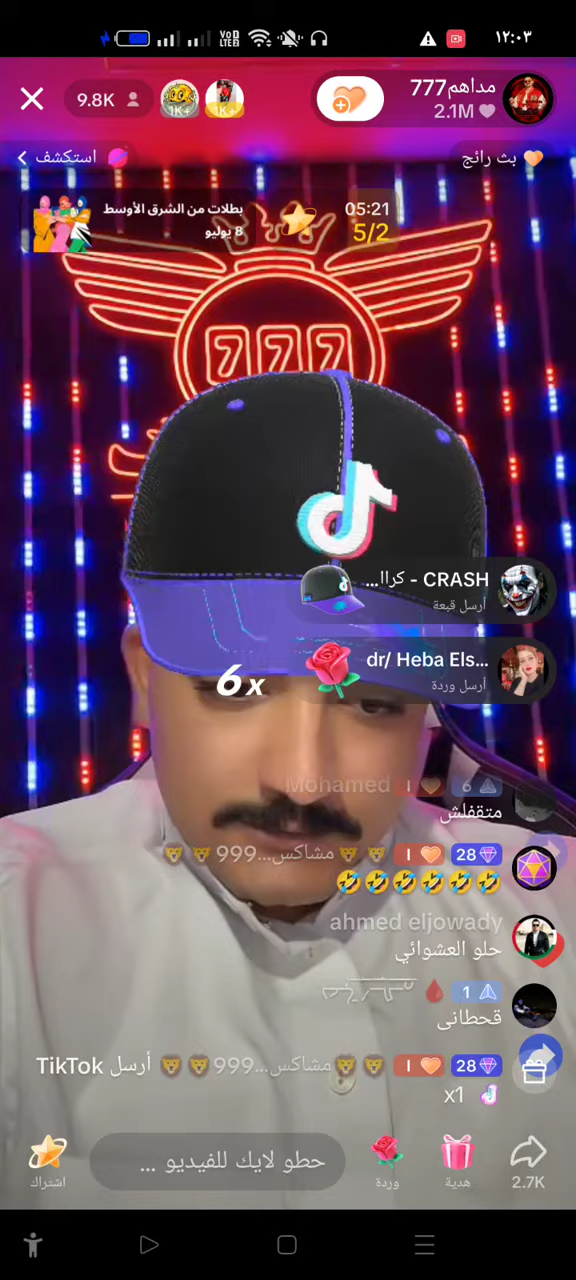 ١٢:٠٣
VoD LTE2
مداهم777
2.1M
9.8K
1K+
1K+
بث رائج
استكشف
بطلات من الشرق الأوسط
8 يوليو
05:21
5/2
777
CRASH - كراا...
أرسل قبعة
dr/ Heba Els...
أرسل وردة
6x
Mohamed I 6
متقفلش
28 I مشاكس...999
🤣🤣🤣🤣🤣🤣
ahmed eljowady
حلو العشوائي
1
قحطانى
28 I مشاكس...999 أرسل TikTok
x1
حطو لايك للفيديو ...
اشتراك
وردة
هدية
2.7K